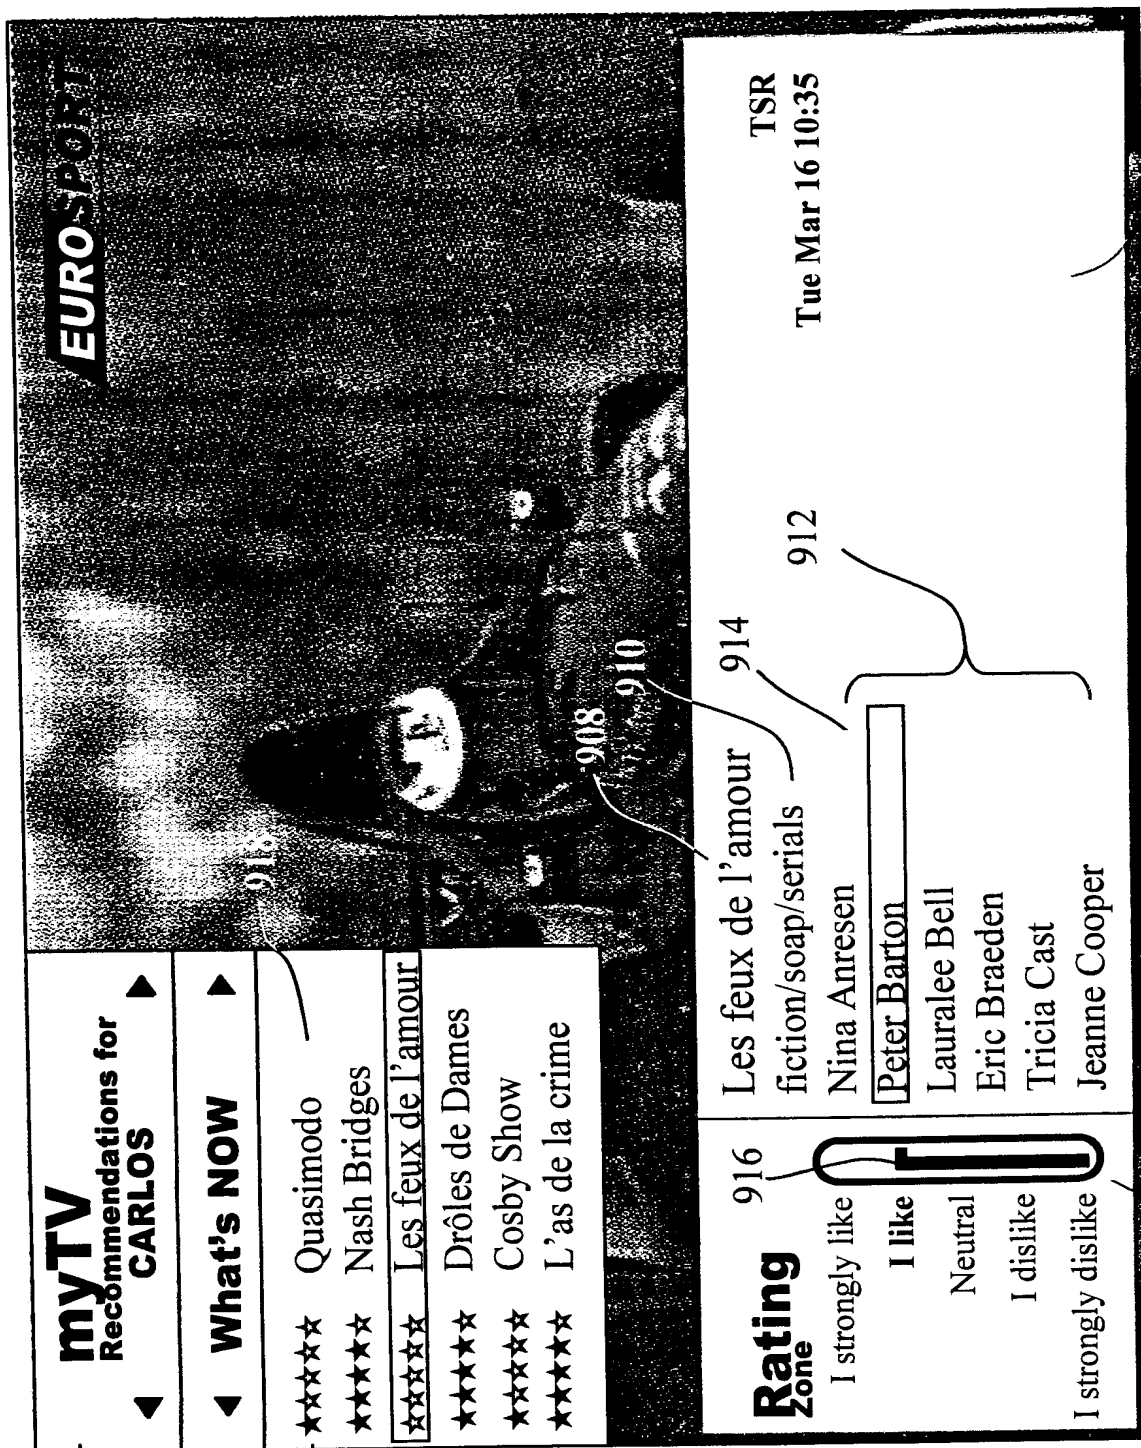 myTV
Recommendations for
CARLOS
What's NOW
Quasimodo
Nash Bridges
Les feux de l'amour
Drôles de Dames
Cosby Show
L'as de la crime
EUROSPORT
918
908
910
Rating
Zone
916
I strongly like
I like
Neutral
I dislike
I strongly dislike
Les feux de l'amour
fiction/soap/serials
Nina Anresen
Peter Barton
Lauralee Bell
Eric Braeden
Tricia Cast
Jeanne Cooper
914
912
TSR
Tue Mar 16 10:35